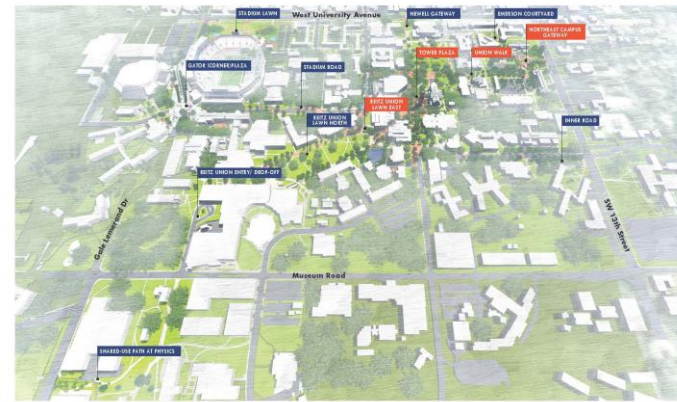 STADIUM LAWN
West University Avenue
NEWELL GATEWAY
EMERSON COURTYARD
NORTHEAST CAMPUS
GATEWAY
TOWER PLAZA
UNION WALK
GATOR CORNER PLAZA
STADIUM ROAD
REITZ UNION
LAWN EAST
REITZ UNION
LAWN NORTH
INNER ROAD
REITZ UNION ENTRY/ DROP-OFF
Gale Lemerand Dr
SW 13th Street
Museum Road
SHARED-USE PATH AT PHYSICS